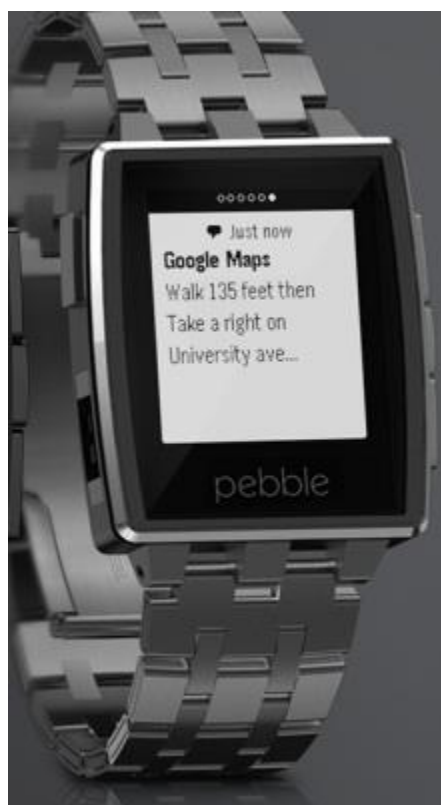 Just now
Google Maps
Walk 135 feet then
Take a right on
University ave...
pebble